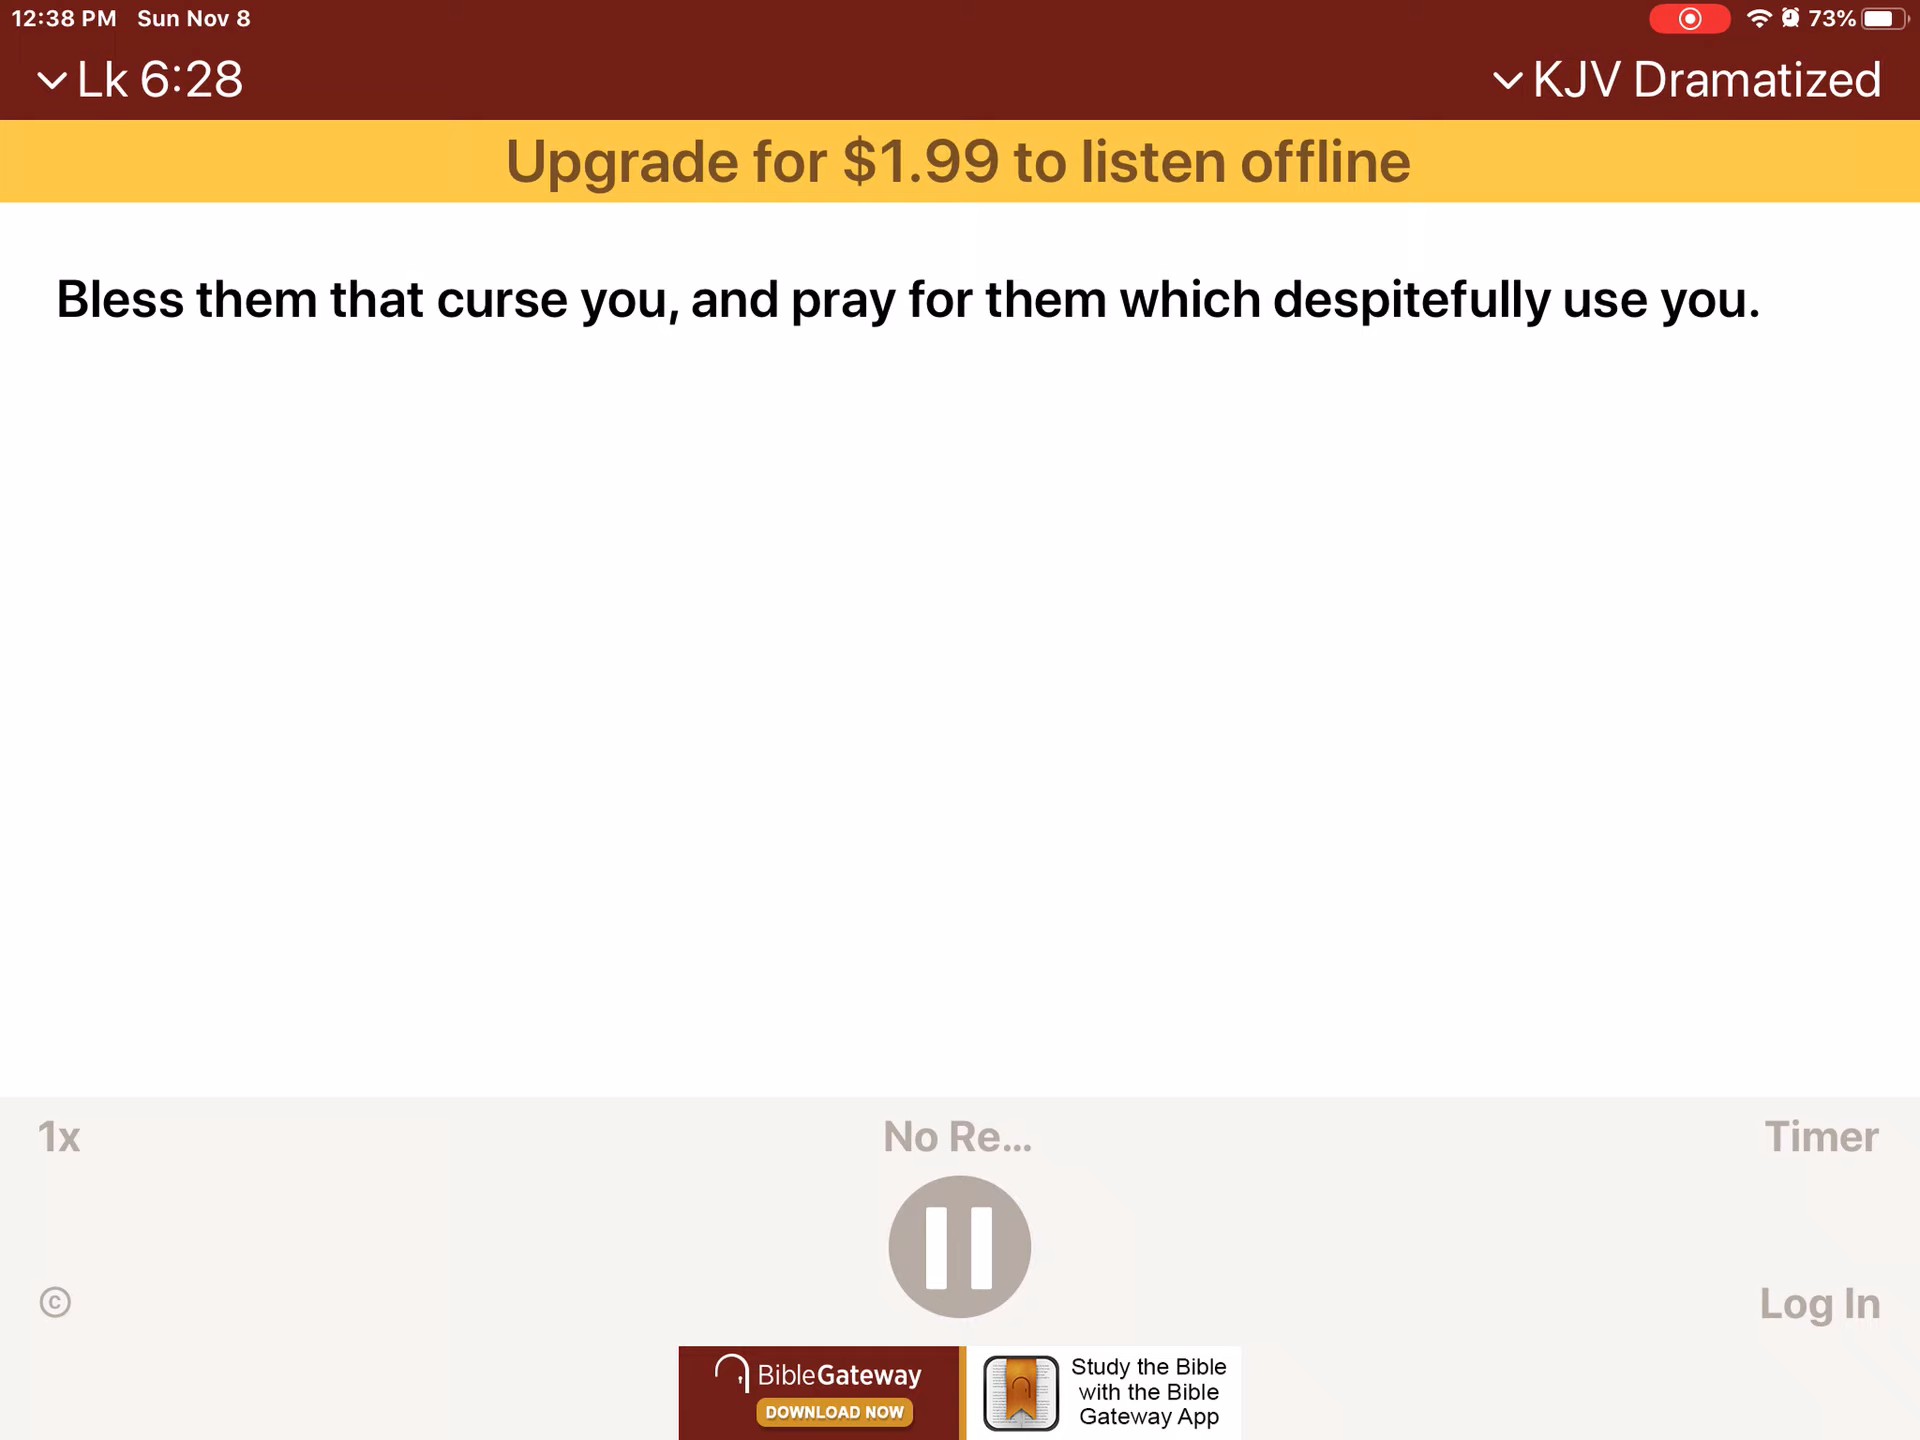 12:38 PM Sun Nov 8 73%
Lk 6:28 KJV Dramatized
Upgrade for $1.99 to listen offline
Bless them that curse you, and pray for them which despitefully use you.
1x No Re... Timer
© Log In
BibleGateway
DOWNLOAD NOW
Study the Bible
with the Bible
Gateway App